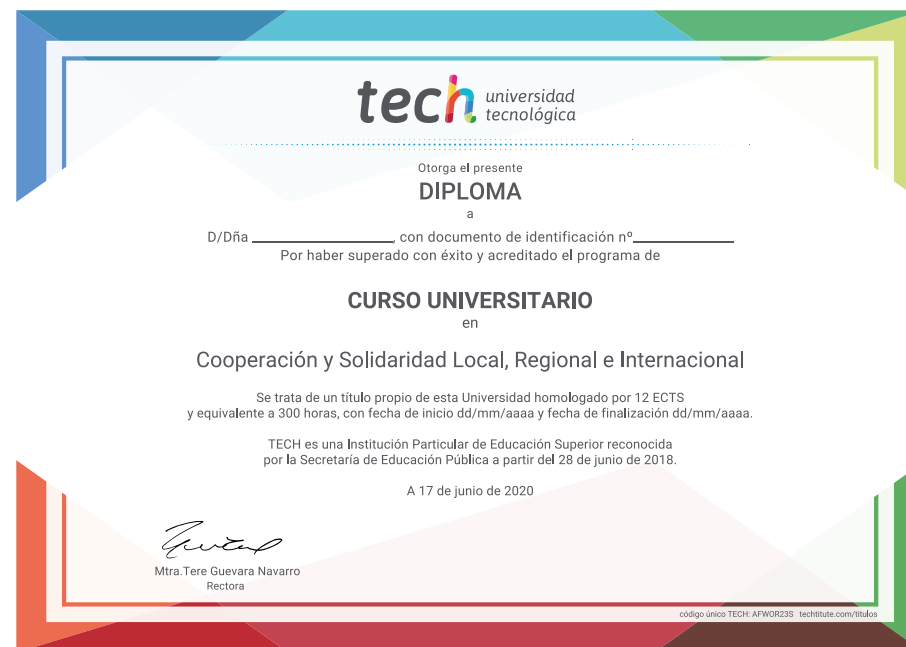 tech universidad
tecnológica
Otorga el presente
DIPLOMA
a
D/Dña ____________________, con documento de identificación nº______________
Por haber superado con éxito y acreditado el programa de
CURSO UNIVERSITARIO
en
Cooperación y Solidaridad Local, Regional e Internacional
Se trata de un título propio de esta Universidad homologado por 12 ECTS
y equivalente a 300 horas, con fecha de inicio dd/mm/aaaa y fecha de finalización dd/mm/aaaa.
TECH es una Institución Particular de Educación Superior reconocida
por la Secretaría de Educación Pública a partir del 28 de junio de 2018.
A 17 de junio de 2020
Mtra.Tere Guevara Navarro
Rectora
código único TECH: AFWOR23S techtitute.com/titulos